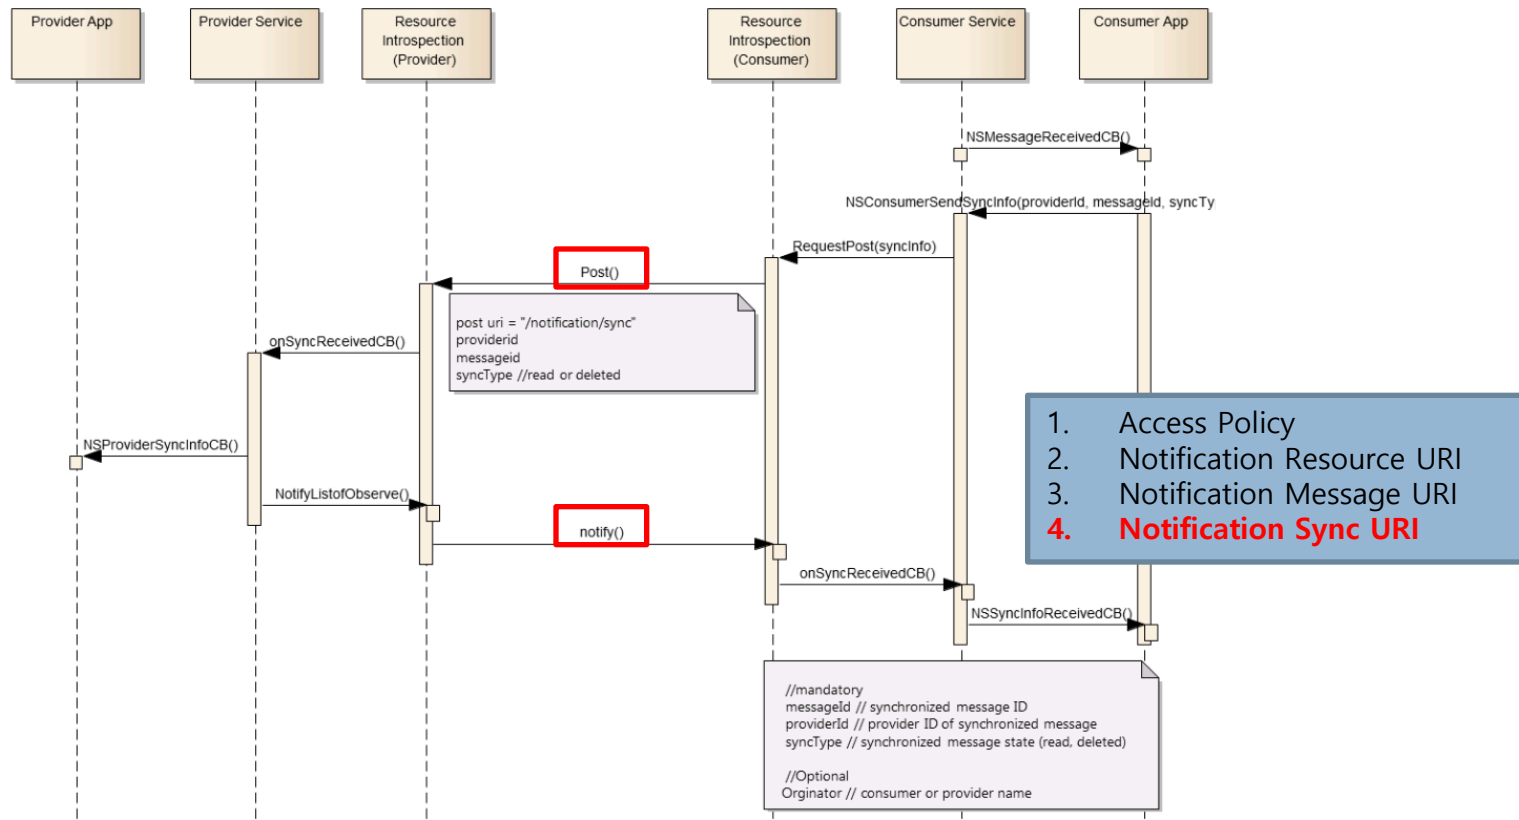 Provider App
Provider Service
Resource
Introspection
(Provider)
Resource
Introspection
(Consumer)
Consumer Service
Consumer App
NSMessageReceivedCB()
NSConsumerSendSyncInfo(providerId, messageId, syncTy
RequestPost(syncInfo)
Post()
post uri = "/notification/sync"
providerid
messageid
syncType //read or deleted
onSyncReceivedCB()
1. Access Policy
2. Notification Resource URI
3. Notification Message URI
4. Notification Sync URI
NSProviderSyncInfoCB()
NotifyListofObserve()
notify()
onSyncReceivedCB()
NSSyncInfoReceivedCB()
//mandatory
messageId // synchronized message ID
providerId // provider ID of synchronized message
syncType // synchronized message state (read, deleted)
//Optional
Orginator // consumer or provider name